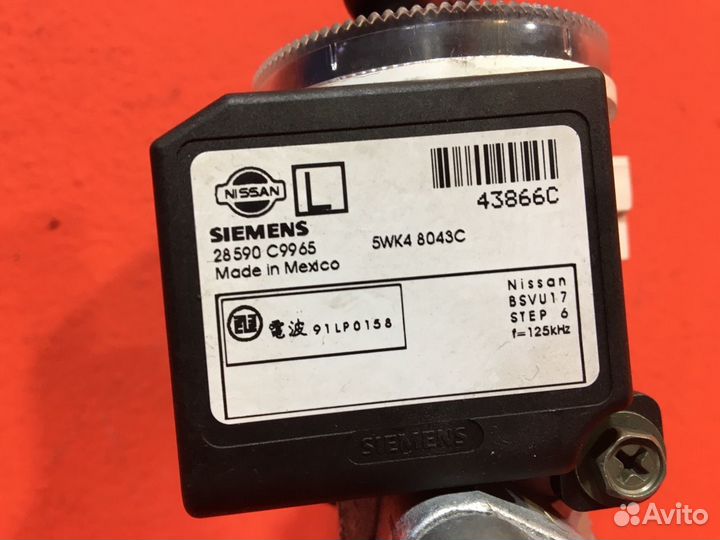 NISSAN
L
43866C
SIEMENS
28590 C9965
5WK4 8043C
Made in Mexico
電波 91LP0158
Nissan
BSVU17
STEP 6
f=125kHz
SIEMENS
Avito